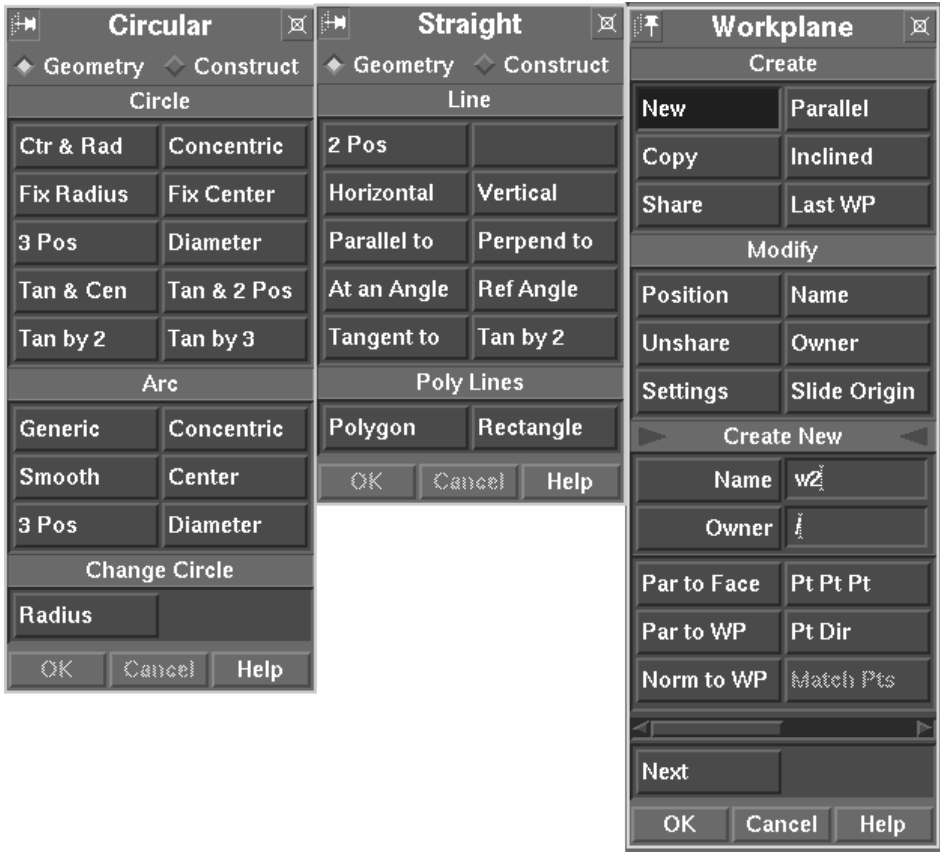 Circular
Geometry Construct
Circle
Ctr & Rad Concentric
Fix Radius Fix Center
3 Pos Diameter
Tan & Cen Tan & 2 Pos
Tan by 2 Tan by 3
Arc
Generic Concentric
Smooth Center
3 Pos Diameter
Change Circle
Radius
OK Cancel Help
Straight
Geometry Construct
Line
2 Pos
Horizontal Vertical
Parallel to Perpend to
At an Angle Ref Angle
Tangent to Tan by 2
Poly Lines
Polygon Rectangle
OK Cancel Help
Workplane
Create
New Parallel
Copy Inclined
Share Last WP
Modify
Position Name
Unshare Owner
Settings Slide Origin
Create New
Name w2
Owner /
Par to Face Pt Pt Pt
Par to WP Pt Dir
Norm to WP Match Pts
Next
OK Cancel Help